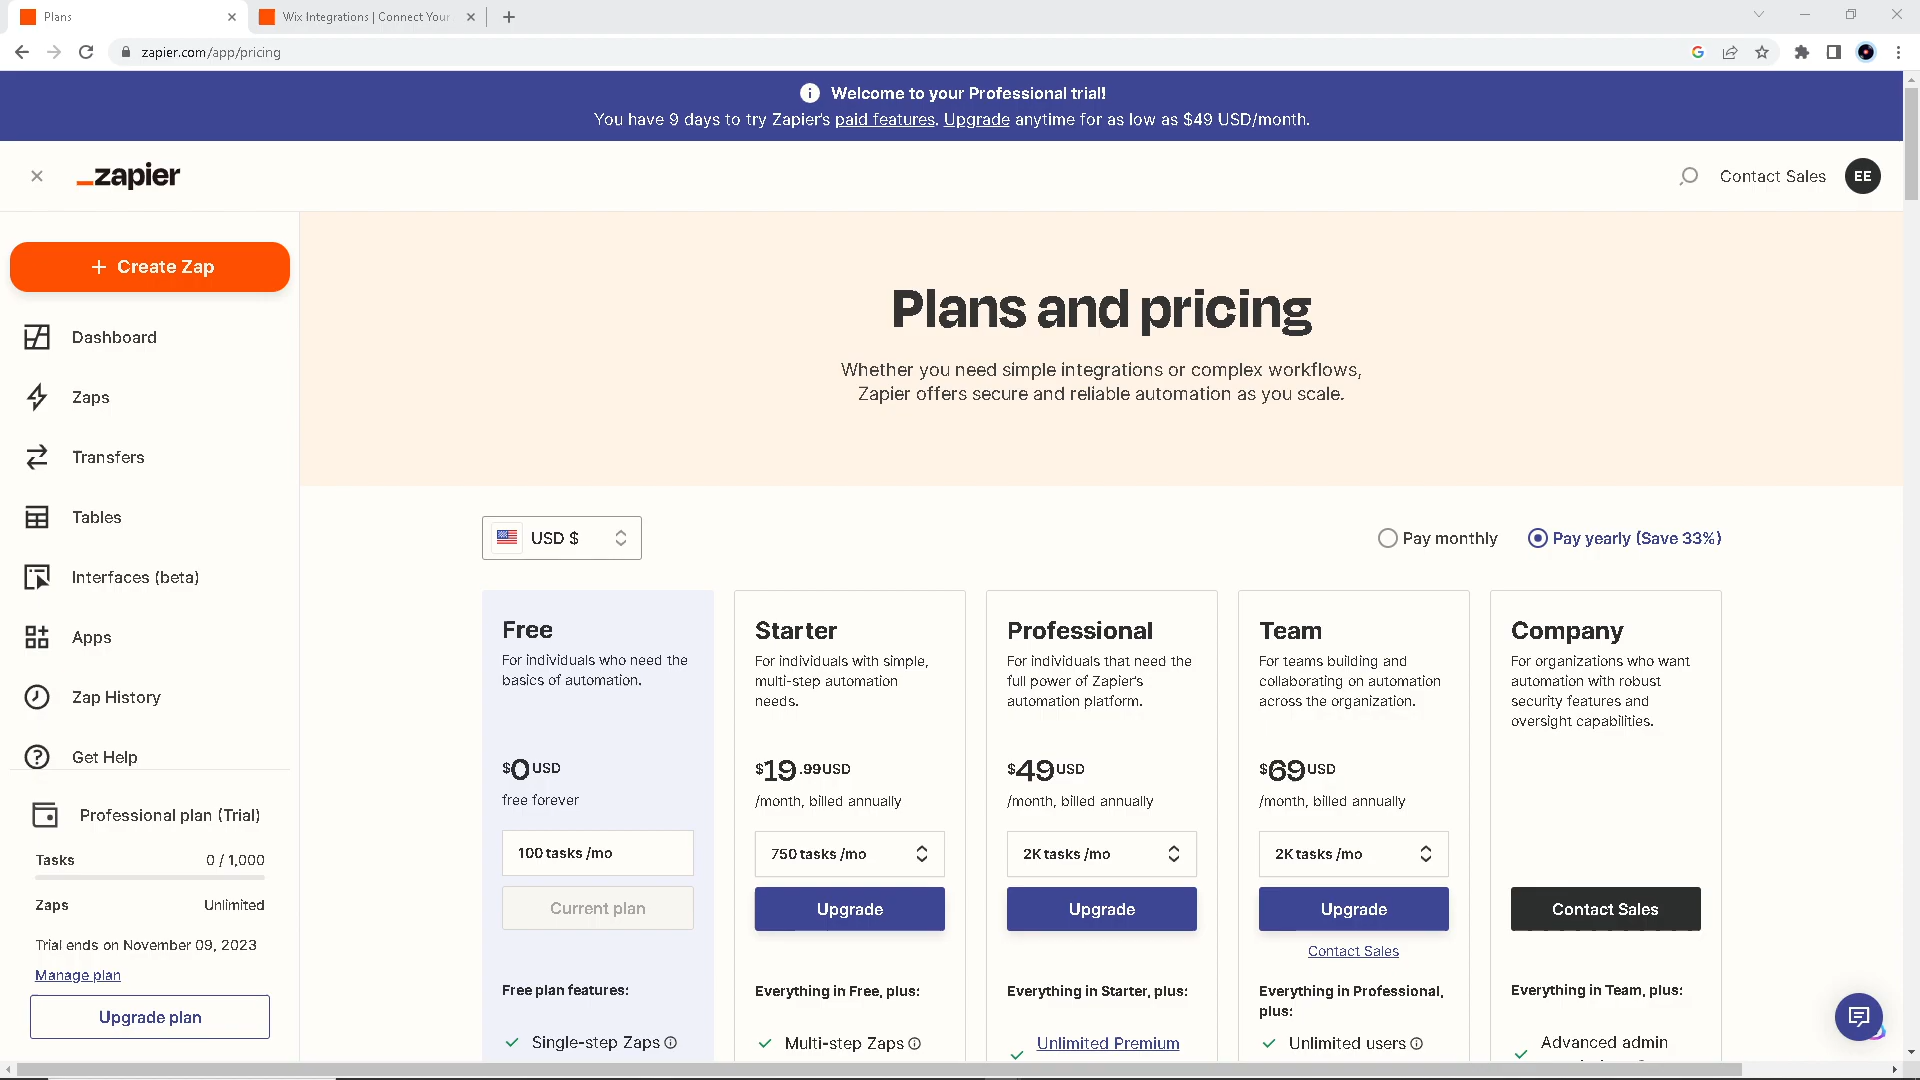 Plans
Wix Integrations | Connect Your
zapier.com/app/pricing
Welcome to your Professional trial!
You have 9 days to try Zapier's paid features. Upgrade anytime for as low as $49 USD/month.
zapier
Contact Sales
EE
Create Zap
Dashboard
Zaps
Transfers
Tables
Interfaces (beta)
Apps
Zap History
Get Help
Professional plan (Trial)
Tasks 0 / 1,000
Zaps Unlimited
Trial ends on November 09, 2023
Manage plan
Upgrade plan
Plans and pricing
Whether you need simple integrations or complex workflows,
Zapier offers secure and reliable automation as you scale.
USD $
Pay monthly
Pay yearly (Save 33%)
Free
For individuals who need the
basics of automation.
$0 USD
free forever
100 tasks /mo
Current plan
Free plan features:
Single-step Zaps
Starter
For individuals with simple,
multi-step automation
needs.
$19.99 USD
/month, billed annually
750 tasks /mo
Upgrade
Everything in Free, plus:
Multi-step Zaps
Professional
For individuals that need the
full power of Zapier's
automation platform.
$49 USD
/month, billed annually
2K tasks /mo
Upgrade
Everything in Starter, plus:
Unlimited Premium
Team
For teams building and
collaborating on automation
across the organization.
$69 USD
/month, billed annually
2K tasks /mo
Upgrade
Contact Sales
Everything in Professional,
plus:
Unlimited users
Company
For organizations who want
automation with robust
security features and
oversight capabilities.
Contact Sales
Everything in Team, plus:
Advanced admin